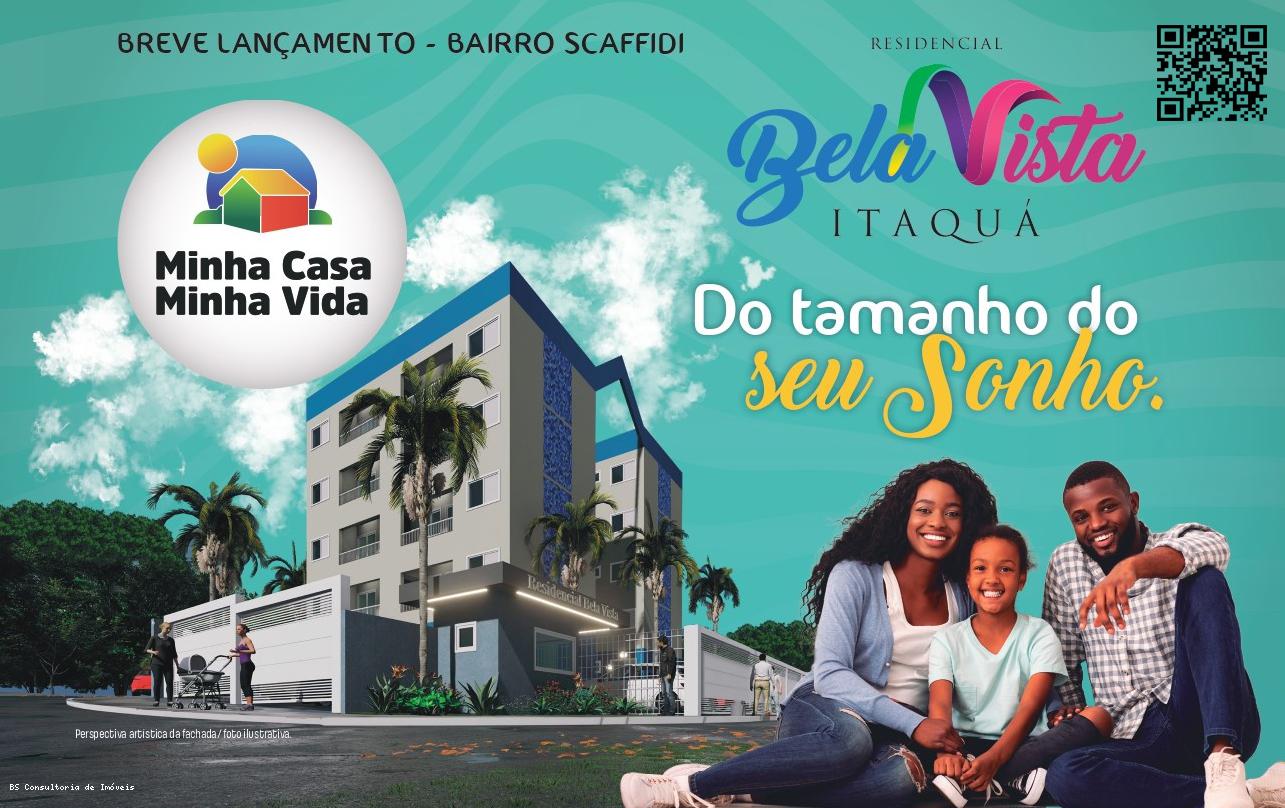 BREVE LANÇAMENTO - BAIRRO SCAFFIDI
RESIDENCIAL
Bela Vista
ITAQUÁ
Minha Casa
Minha Vida
Do tamanho do
seu Sonho.
Residencial Bela Vista
Perspectiva artistica da fachada/ foto ilustrativa.
BS Consultoria de Imóveis